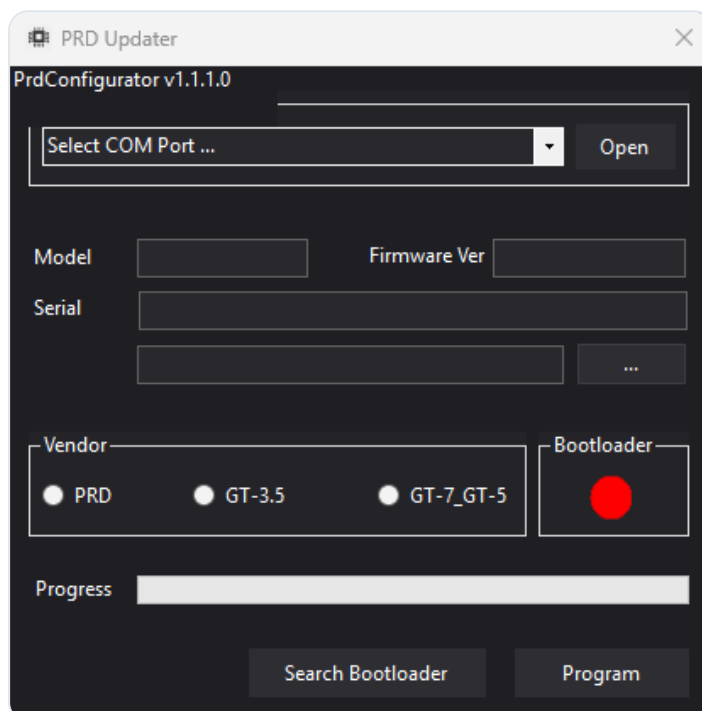 PRD Updater
PrdConfigurator v1.1.1.0
Select COM Port ...
Open
Model
Firmware Ver
Serial
...
Vendor
Bootloader
PRD
GT-3.5
GT-7_GT-5
Progress
Search Bootloader
Program